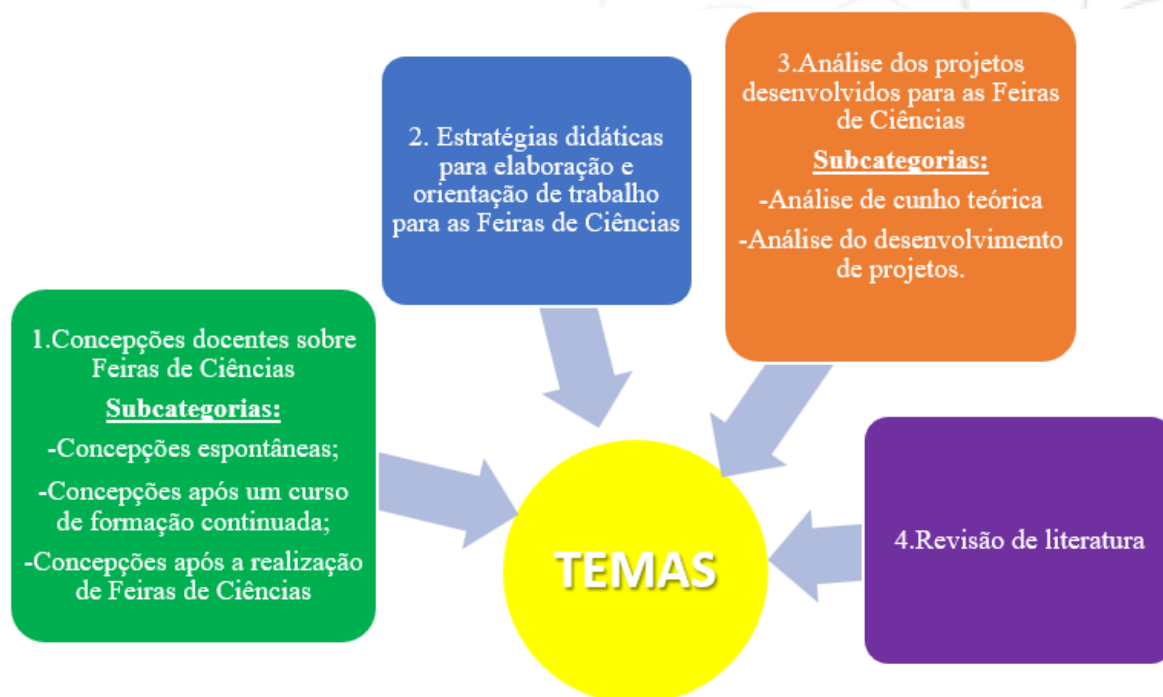 1.Concepções docentes sobre
Feiras de Ciências
Subcategorias:
-Concepções espontâneas;
-Concepções após um curso
de formação continuada;
-Concepções após a realização
de Feiras de Ciências
2. Estratégias didáticas
para elaboração e
orientação de trabalho
para as Feiras de Ciências
3.Análise dos projetos
desenvolvidos para as Feiras
de Ciências
Subcategorias:
-Análise de cunho teórica
-Análise do desenvolvimento
de projetos.
4.Revisão de literatura
TEMAS